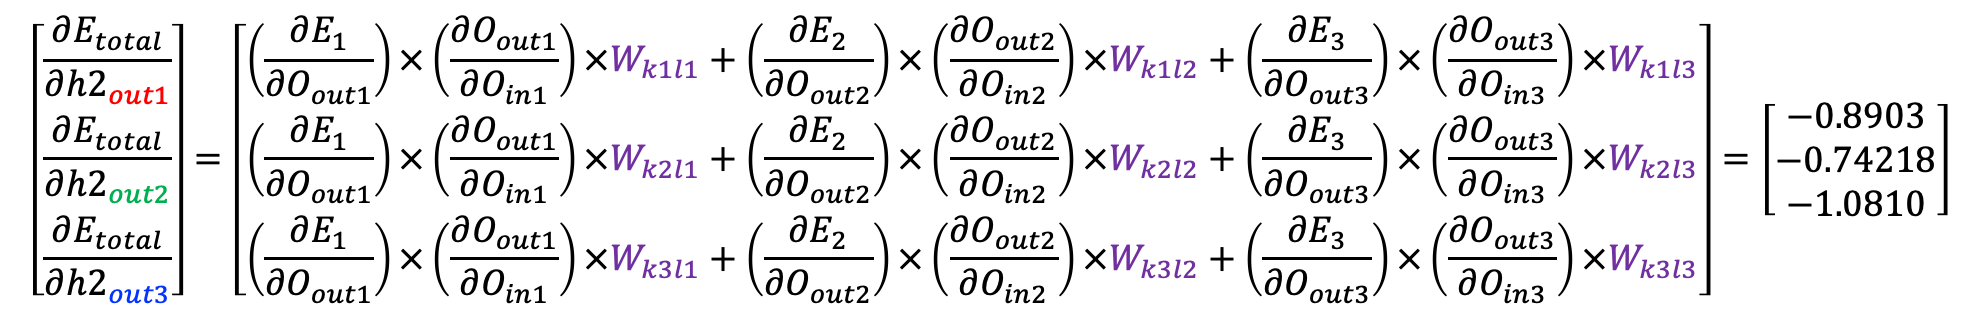 [∂E_total/∂h2_out1] = [(∂E_1/∂O_out1) × (∂O_out1/∂O_in1) ×W_k1l1 + (∂E_2/∂O_out2) × (∂O_out2/∂O_in2) ×W_k1l2 + (∂E_3/∂O_out3) × (∂O_out3/∂O_in3) ×W_k1l3] = [−0.8903]
[∂E_total/∂h2_out2] = [(∂E_1/∂O_out1) × (∂O_out1/∂O_in1) ×W_k2l1 + (∂E_2/∂O_out2) × (∂O_out2/∂O_in2) ×W_k2l2 + (∂E_3/∂O_out3) × (∂O_out3/∂O_in3) ×W_k2l3] = [−0.74218]
[∂E_total/∂h2_out3] = [(∂E_1/∂O_out1) × (∂O_out1/∂O_in1) ×W_k3l1 + (∂E_2/∂O_out2) × (∂O_out2/∂O_in2) ×W_k3l2 + (∂E_3/∂O_out3) × (∂O_out3/∂O_in3) ×W_k3l3] = [−1.0810]